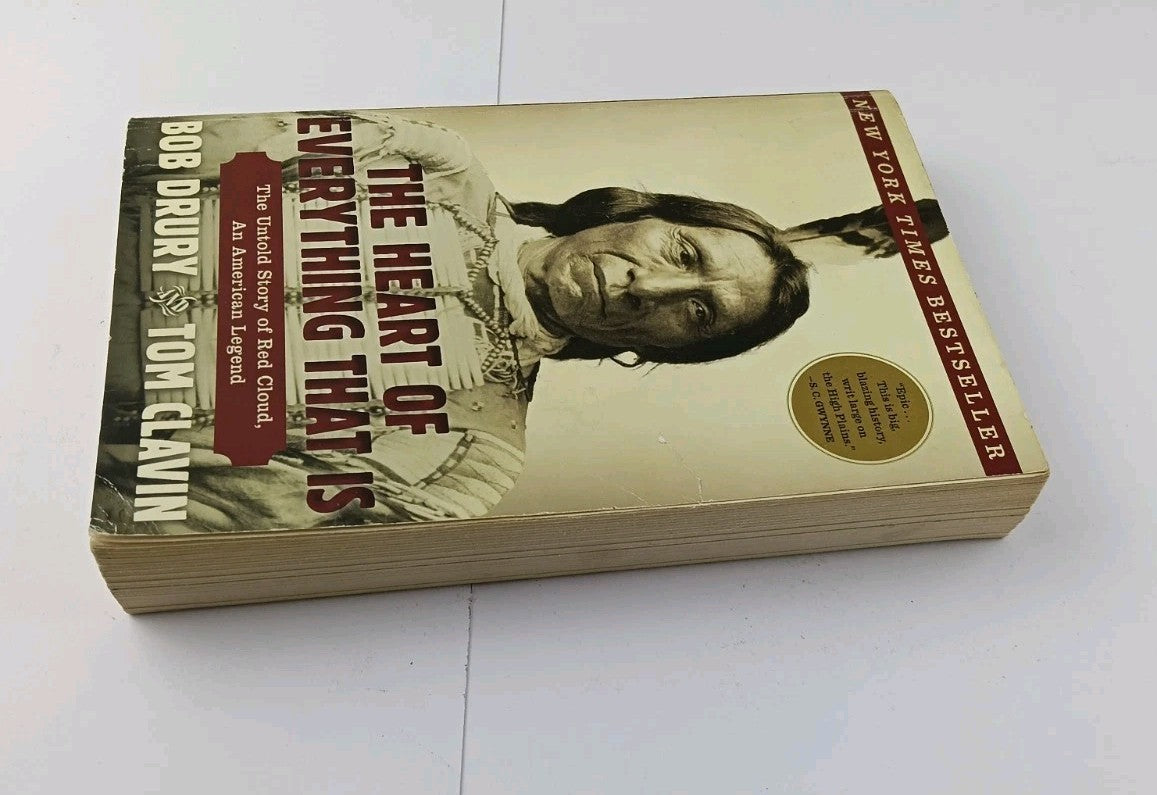 NEW YORK TIMES BESTSELLER
"Epic...
This is big,
blazing history,
writ large on
the High Plains."
–S. C. GWYNNE
THE HEART OF
EVERYTHING THAT IS
The Untold Story of Red Cloud,
An American Legend
BOB DRURY AND TOM CLAVIN